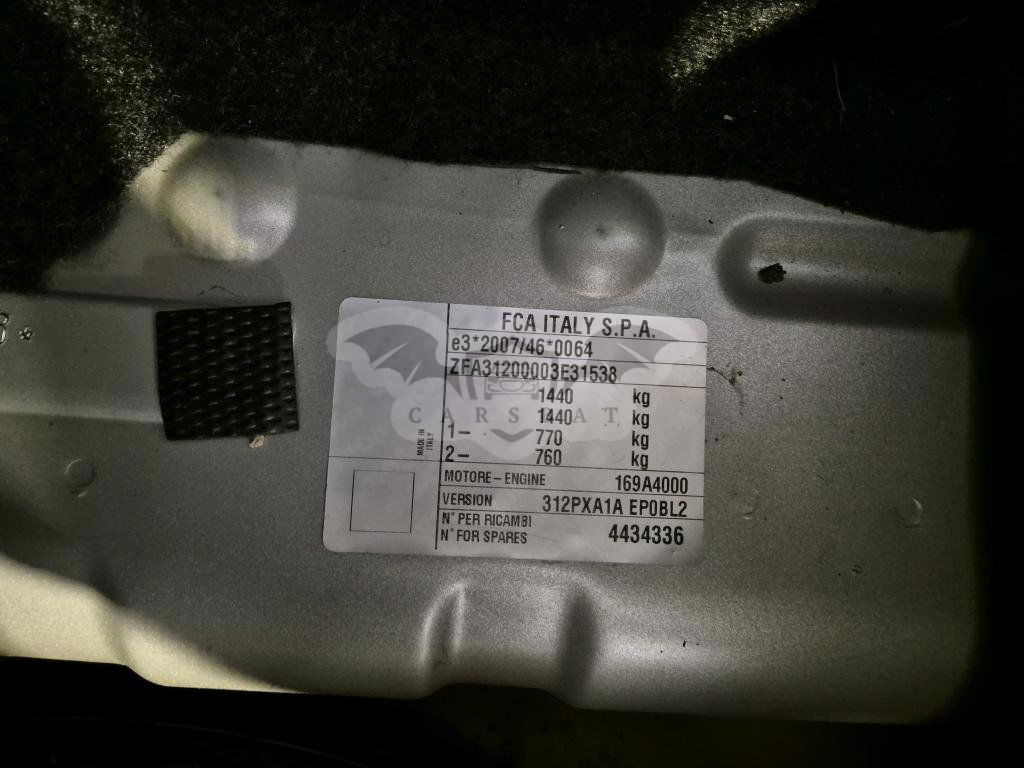 FCA ITALY S.P.A.
e3*2007/46*0064
ZFA31200003E31538
1440 kg
1440 kg
1- 770 kg
2- 760 kg
MADE IN
ITALY
MOTORE-ENGINE 169A4000
VERSION 312PXA1A EP0BL2
N° PER RICAMBI
N° FOR SPARES 4434336